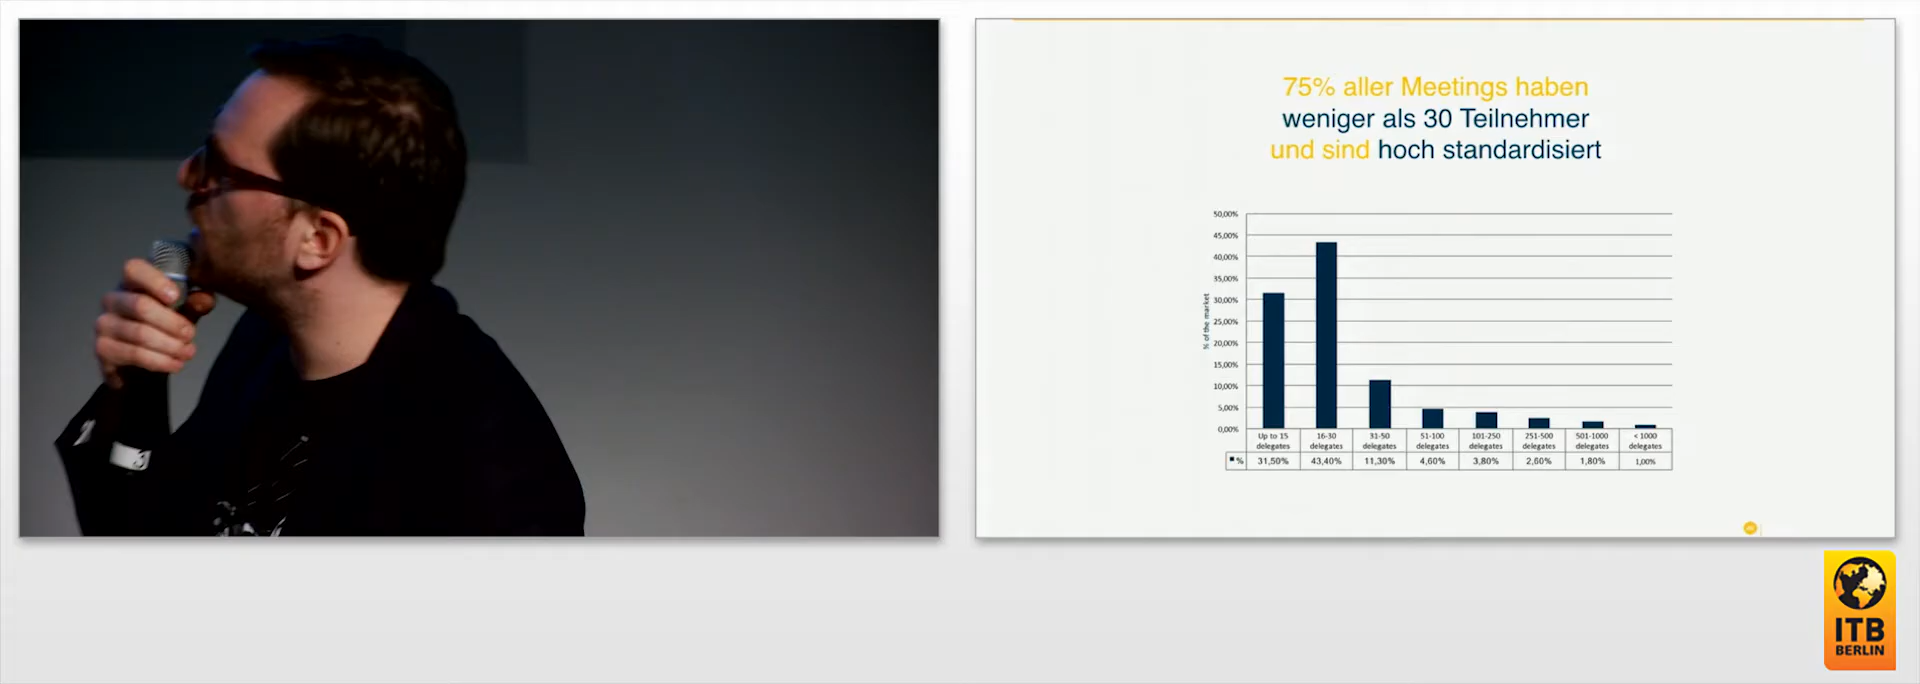 75% aller Meetings haben
weniger als 30 Teilnehmer
und sind hoch standardisiert
50,00%
45,00%
40,00%
35,00%
30,00%
25,00%
20,00%
15,00%
10,00%
5,00%
0,00%
% of the market
Up to 15 delegates
16-30 delegates
31-50 delegates
51-100 delegates
101-250 delegates
251-500 delegates
501-1000 delegates
< 1000 delegates
% 31,50% 43,40% 11,30% 4,60% 3,80% 2,60% 1,80% 1,00%
ITB
BERLIN